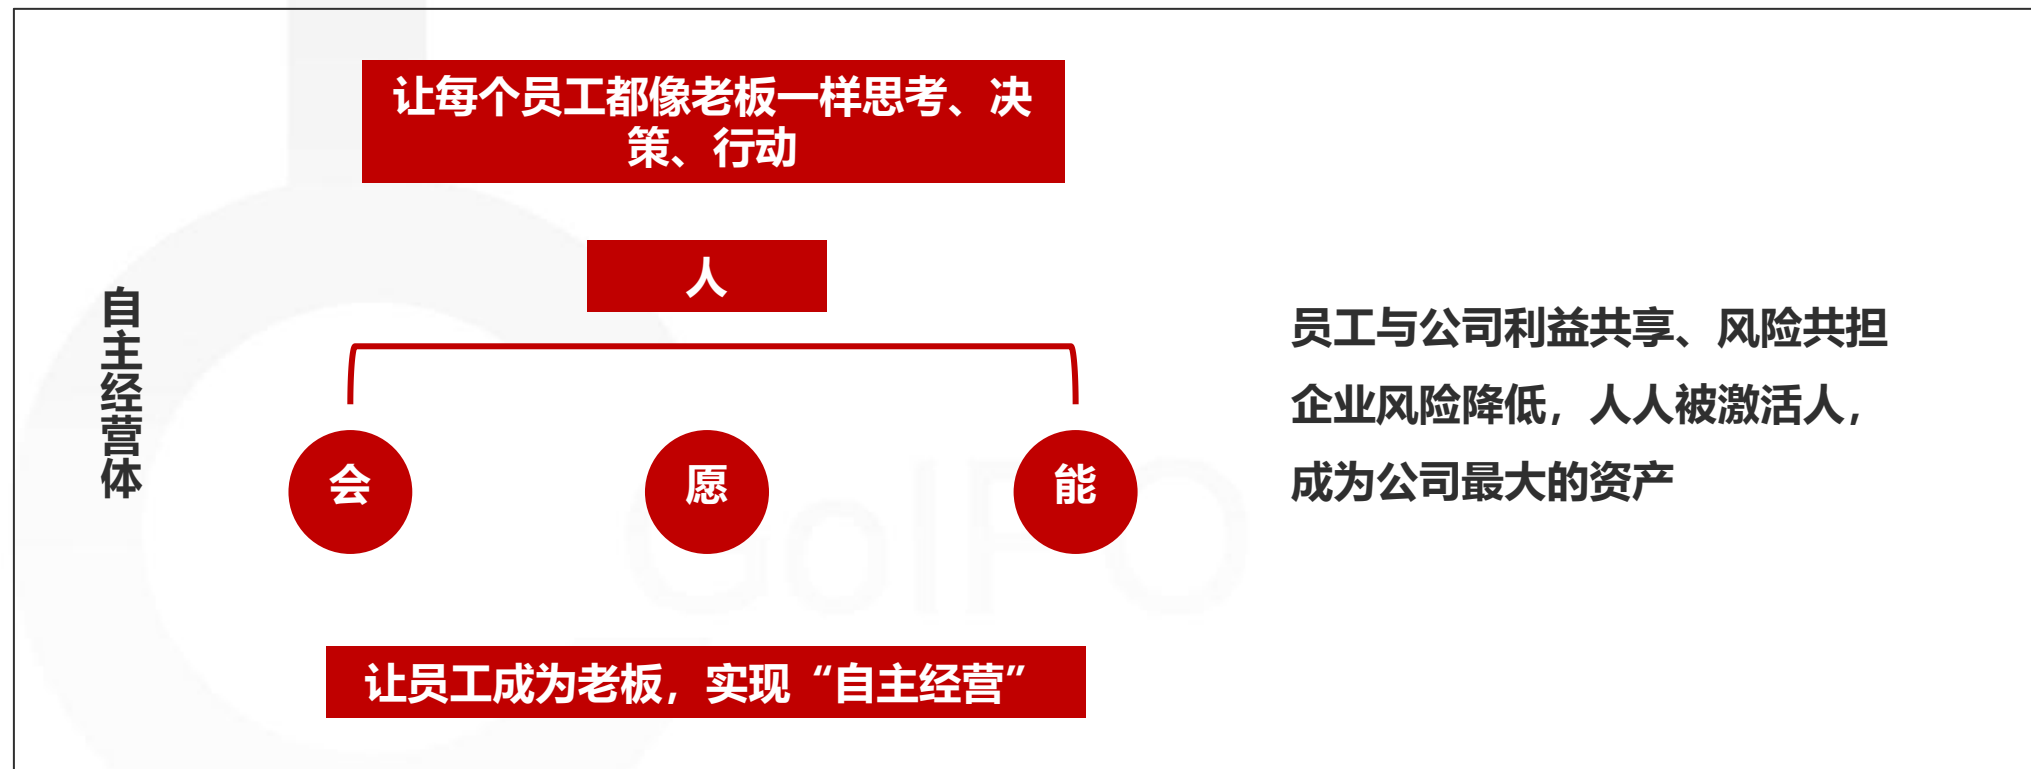 让每个员工都像老板一样思考、决
策、行动
人
自主经营体
会
愿
能
员工与公司利益共享、风险共担
企业风险降低，人人被激活人，
成为公司最大的资产
GoIPO
让员工成为老板，实现“自主经营”